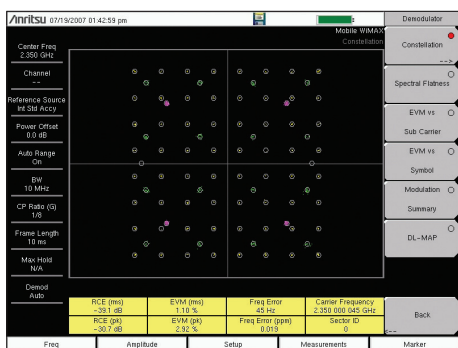 Anritsu 07/19/2007 01:42:59 pm
Mobile WiMAX
Constellation
Center Freq
2.350 GHz
Channel
--
Reference Source
Int Std Accy
Power Offset
0.0 dB
Auto Range
On
BW
10 MHz
CP Ratio (G)
1/8
Frame Length
10 ms
Max Hold
N/A
Demod
Auto
RCE (rms)
-39.1 dB
EVM (rms)
1.10 %
Freq Error
45 Hz
Carrier Frequency
2.350 000 045 GHz
RCE (pk)
-30.7 dB
EVM (pk)
2.92 %
Freq Error (ppm)
0.019
Sector ID
0
Demodulator
Constellation
-->
Spectral Flatness
EVM vs
Sub Carrier
EVM vs
Symbol
Modulation
Summary
DL-MAP
Back
<--
Freq
Amplitude
Setup
Measurements
Marker